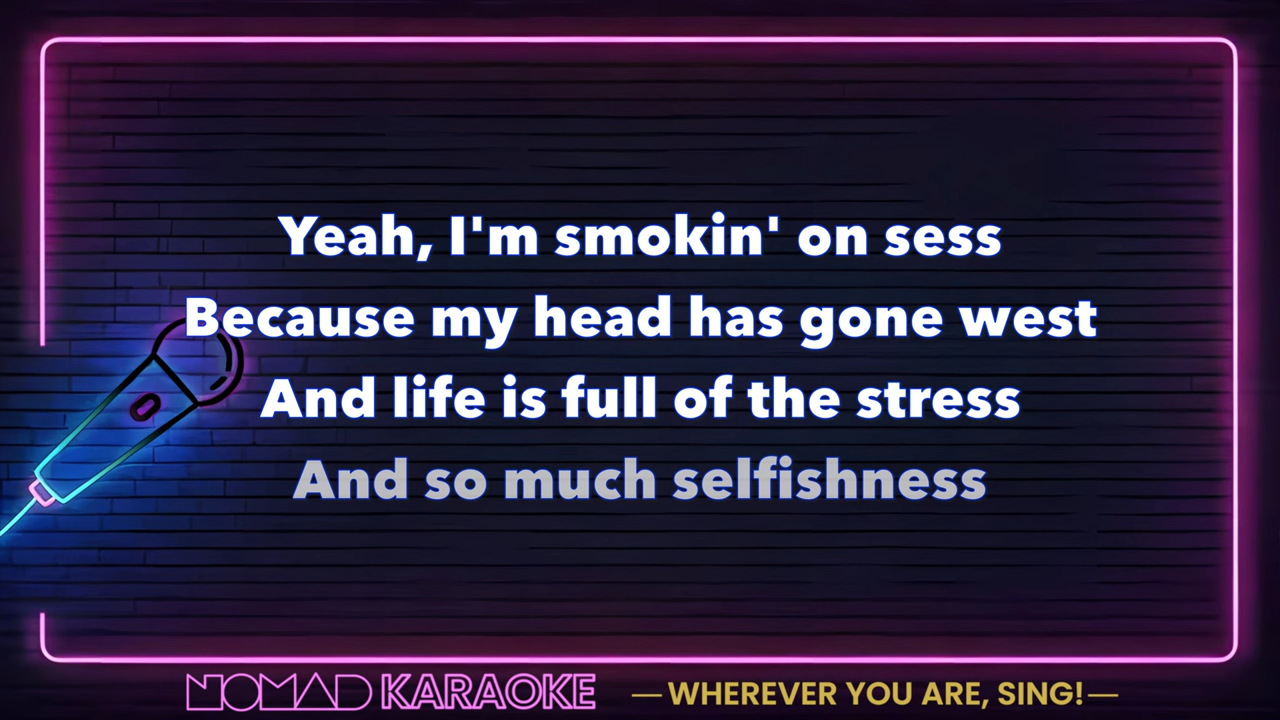 Yeah, I'm smokin' on sess
Because my head has gone west
And life is full of the stress
And so much selfishness
NOMAD KARAOKE —WHEREVER YOU ARE, SING!—